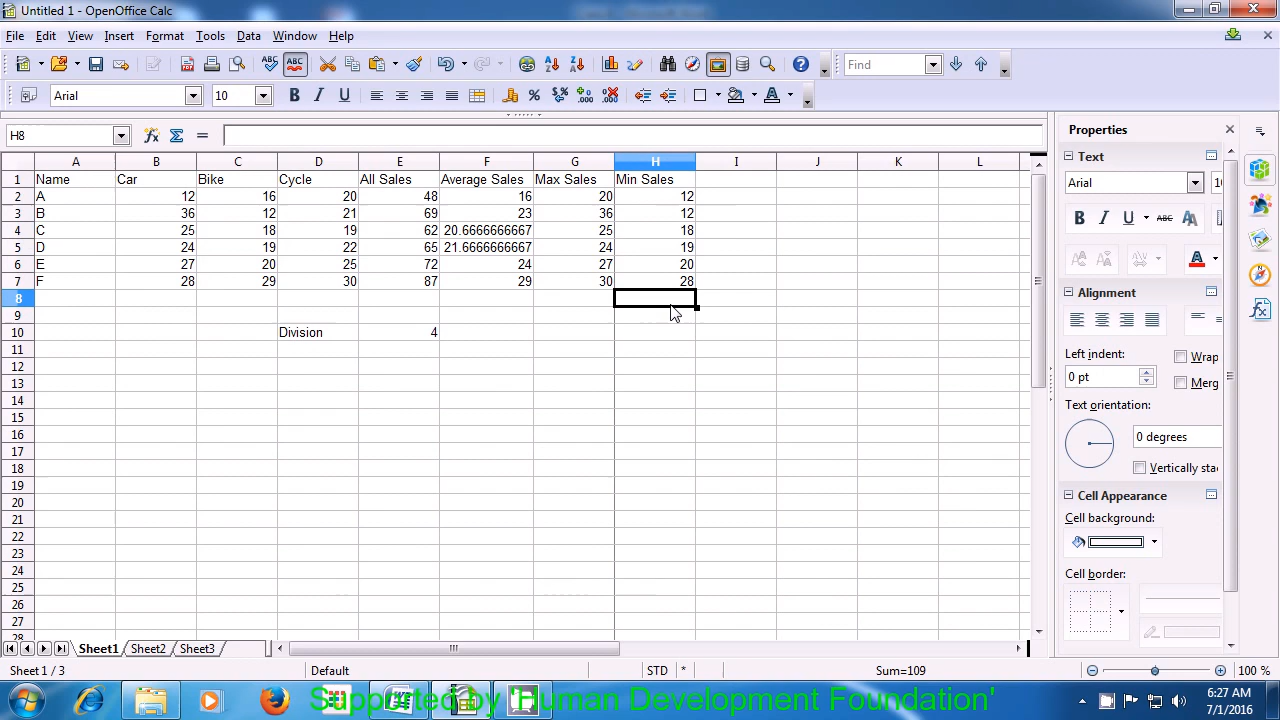 Untitled 1 - OpenOffice Calc
File Edit View Insert Format Tools Data Window Help
Find
Arial 10
H8
A B C D E F G H I J K L
1 Name Car Bike Cycle All Sales Average Sales Max Sales Min Sales
2 A 12 16 20 48 16 20 12
3 B 36 12 21 69 23 36 12
4 C 25 18 19 62 20.6666666667 25 18
5 D 24 19 22 65 21.6666666667 24 19
6 E 27 20 25 72 24 27 20
7 F 28 29 30 87 29 30 28
8
9
10 Division 4
11
12
13
14
15
16
17
18
19
20
21
22
23
24
25
26
27
28
Properties
Text
Arial
Alignment
Left indent: Wrap
0 pt Merg
Text orientation:
0 degrees
Vertically sta
Cell Appearance
Cell background:
Cell border:
Sheet1 Sheet2 Sheet3
Sheet 1 / 3 Default STD * Sum=109 100 %
Supported by 'Human Development Foundation'
6:27 AM
7/1/2016